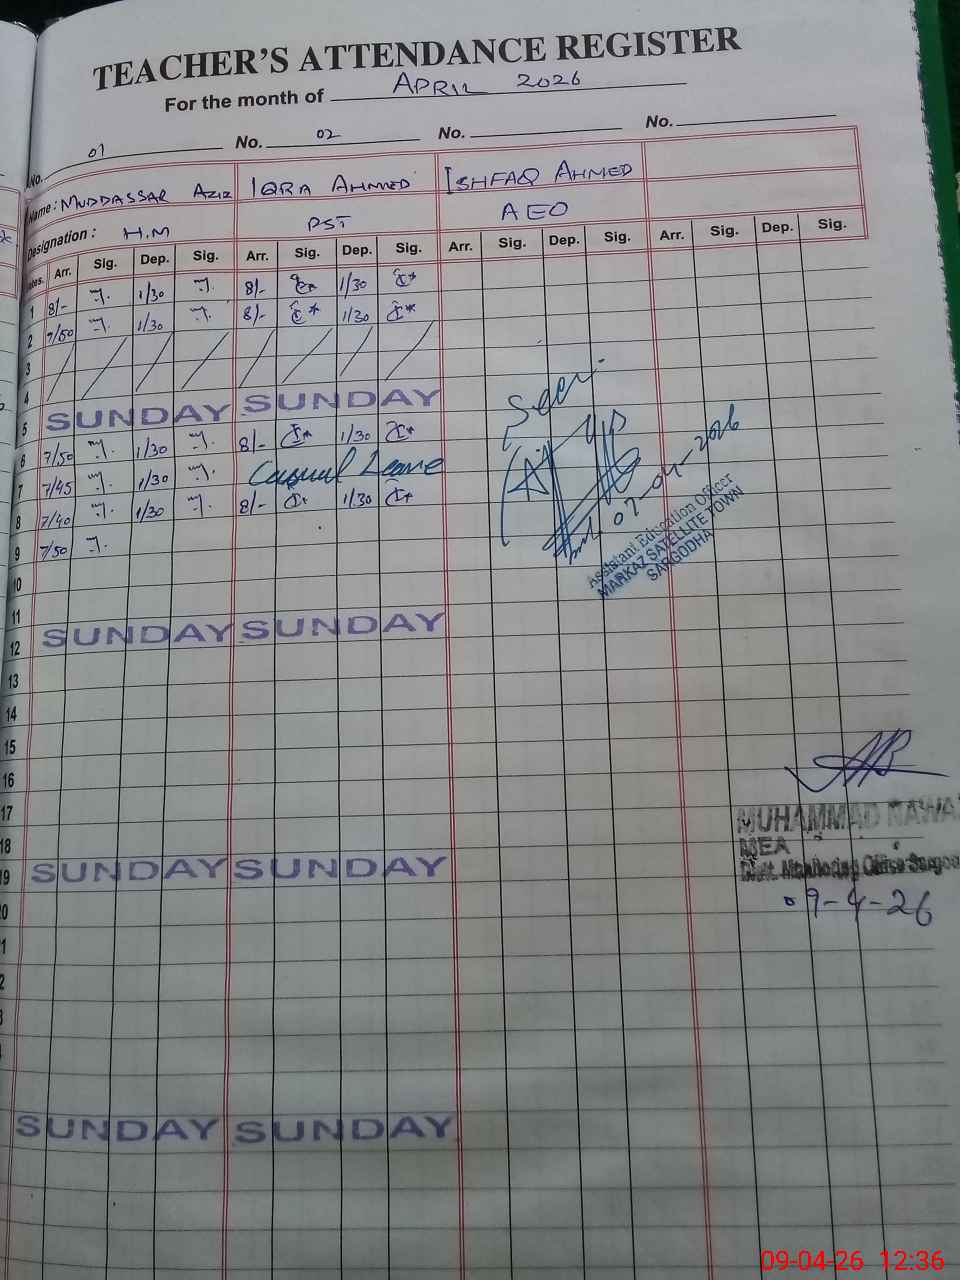 TEACHER'S ATTENDANCE REGISTER
For the month of APRIL 2026
No. 01 No. 02 No. No.
Name: MUDDASSAR AZIZ IQRA AHMED ISHFAQ AHMED
Designation: H.M PST AEO
Arr. Sig. Dep. Sig. Arr. Sig. Dep. Sig. Arr. Sig. Dep. Sig. Arr. Sig. Dep. Sig.
1 8/- 1/30 8/- 1/30
2 7/50 1/30 8/- 1/30
3
4
5 SUNDAY SUNDAY
6 7/50 1/30 8/- 1/30
7 7/45 1/30 Casual Leave
8 7/40 1/30 8/- 1/30
9 7/50
Seen
07-04-2026
Assistant Education Officer
MARKAZ SATELLITE TOWN
SARGODHA
10
11
12 SUNDAY SUNDAY
13
14
15
16
17
18
19 SUNDAY SUNDAY
MUHAMMAD NAWA
MEA
Distt. Monitoring Office Sargo
09-4-26
SUNDAY SUNDAY
09-04-26 12:36